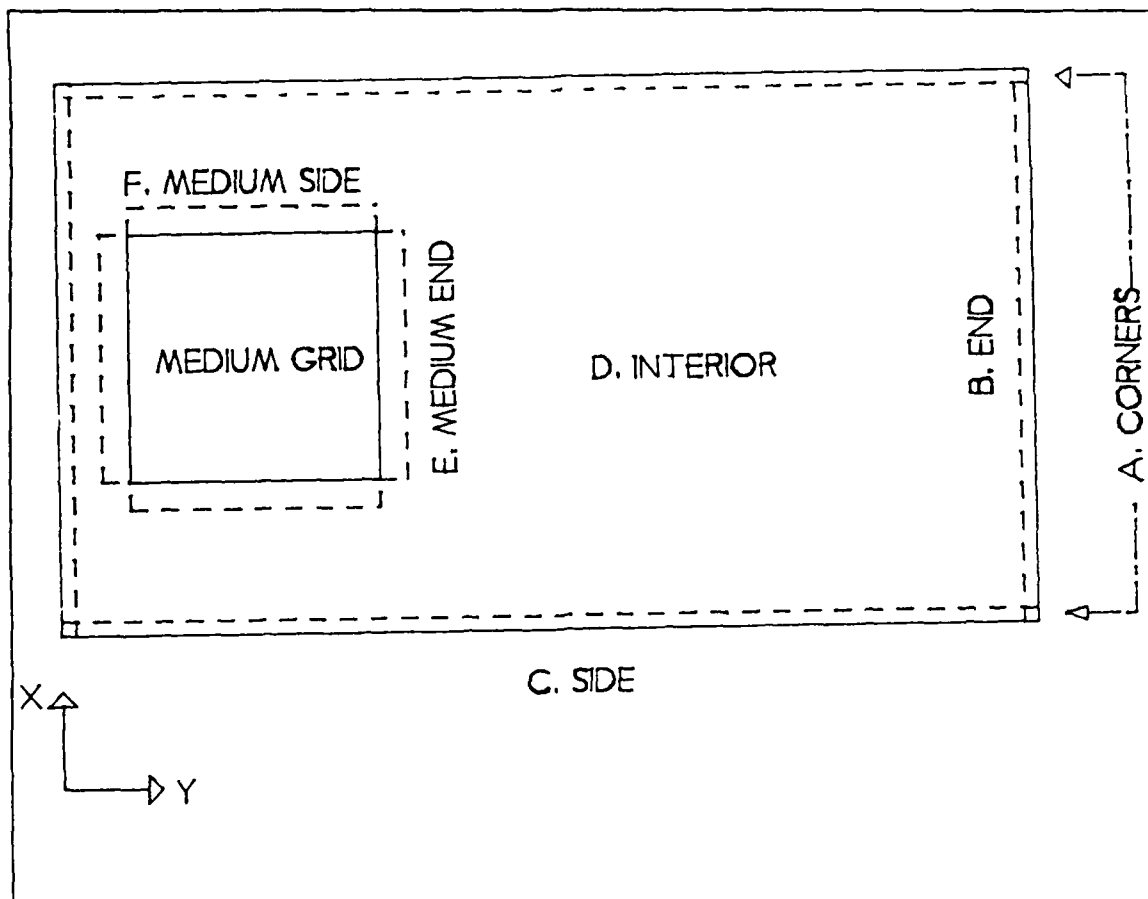 F. MEDIUM SIDE
MEDIUM GRID
E. MEDIUM END
D. INTERIOR
B. END
A. CORNERS
C. SIDE
X
Y